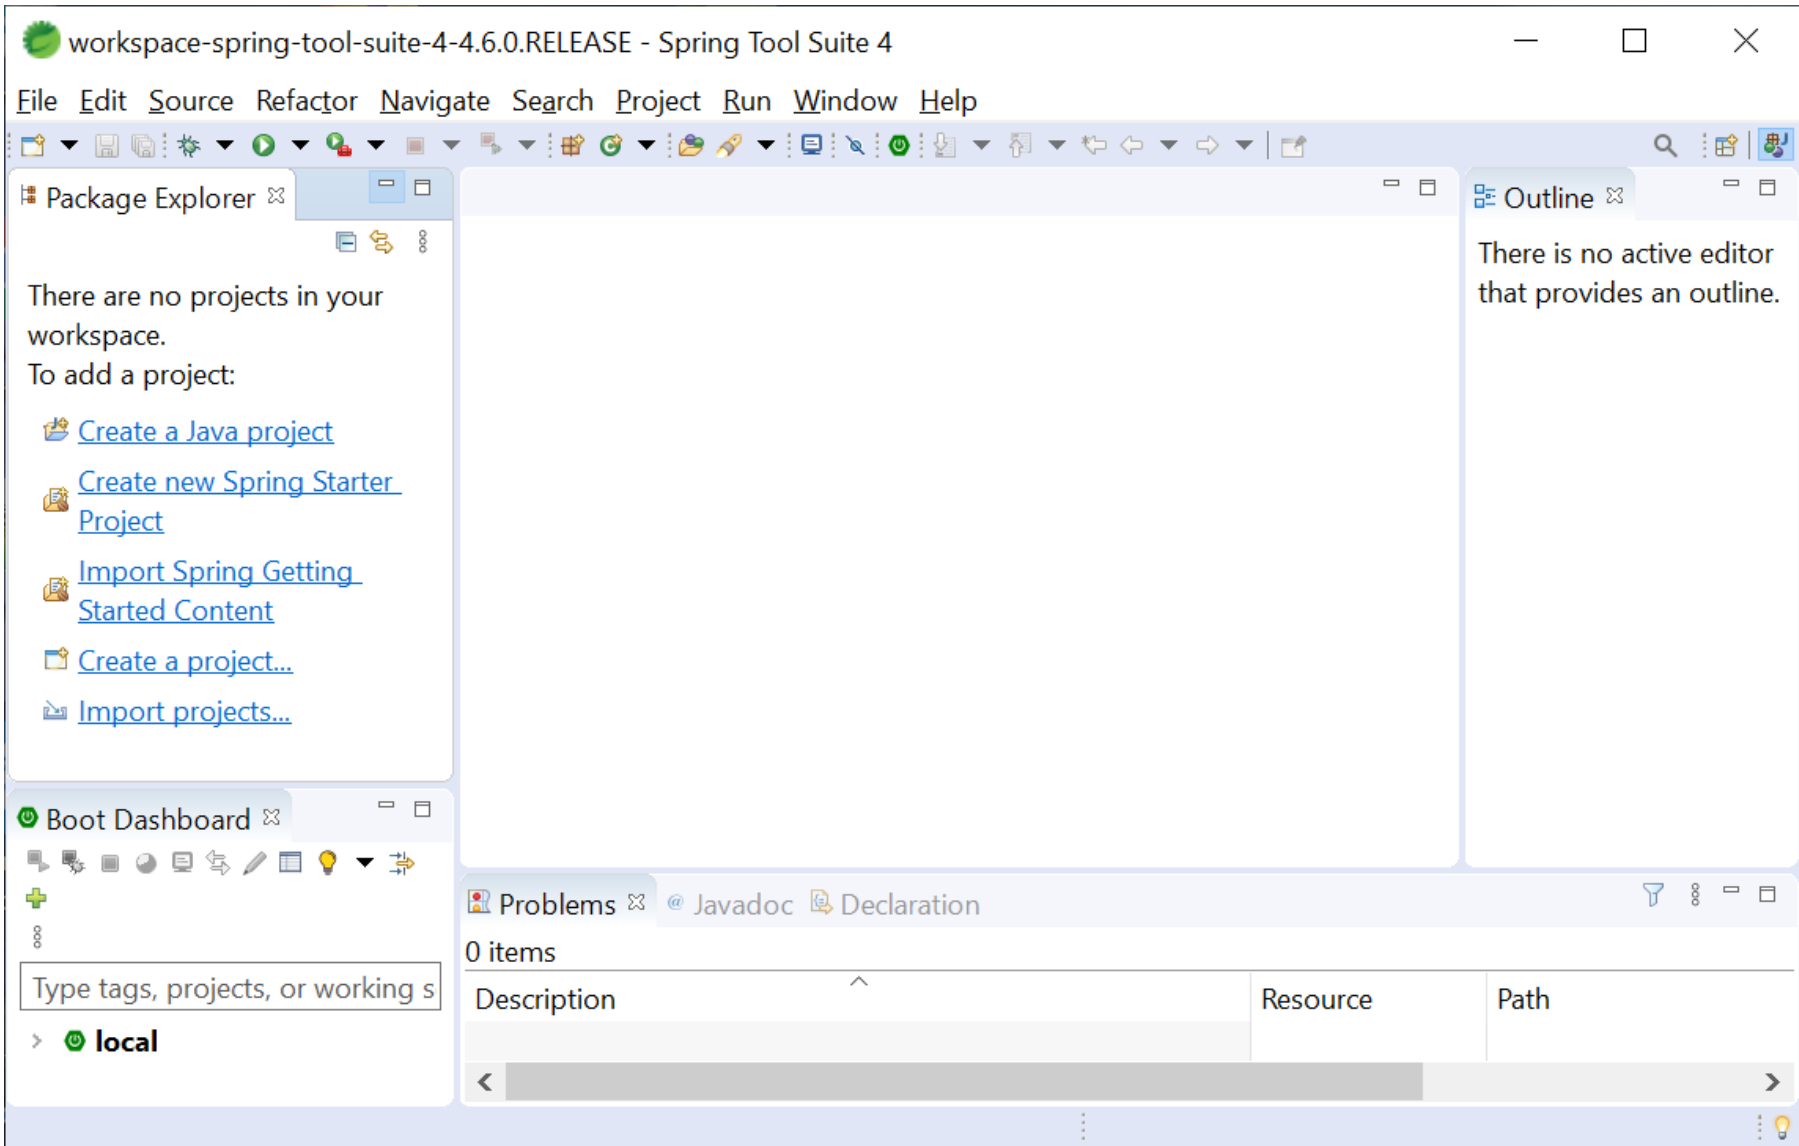 workspace-spring-tool-suite-4-4.6.0.RELEASE - Spring Tool Suite 4
File Edit Source Refactor Navigate Search Project Run Window Help
Package Explorer
There are no projects in your
workspace.
To add a project:
Create a Java project
Create new Spring Starter
Project
Import Spring Getting
Started Content
Create a project...
Import projects...
Outline
There is no active editor
that provides an outline.
Boot Dashboard
Type tags, projects, or working s
local
Problems @ Javadoc Declaration
0 items
Description Resource Path